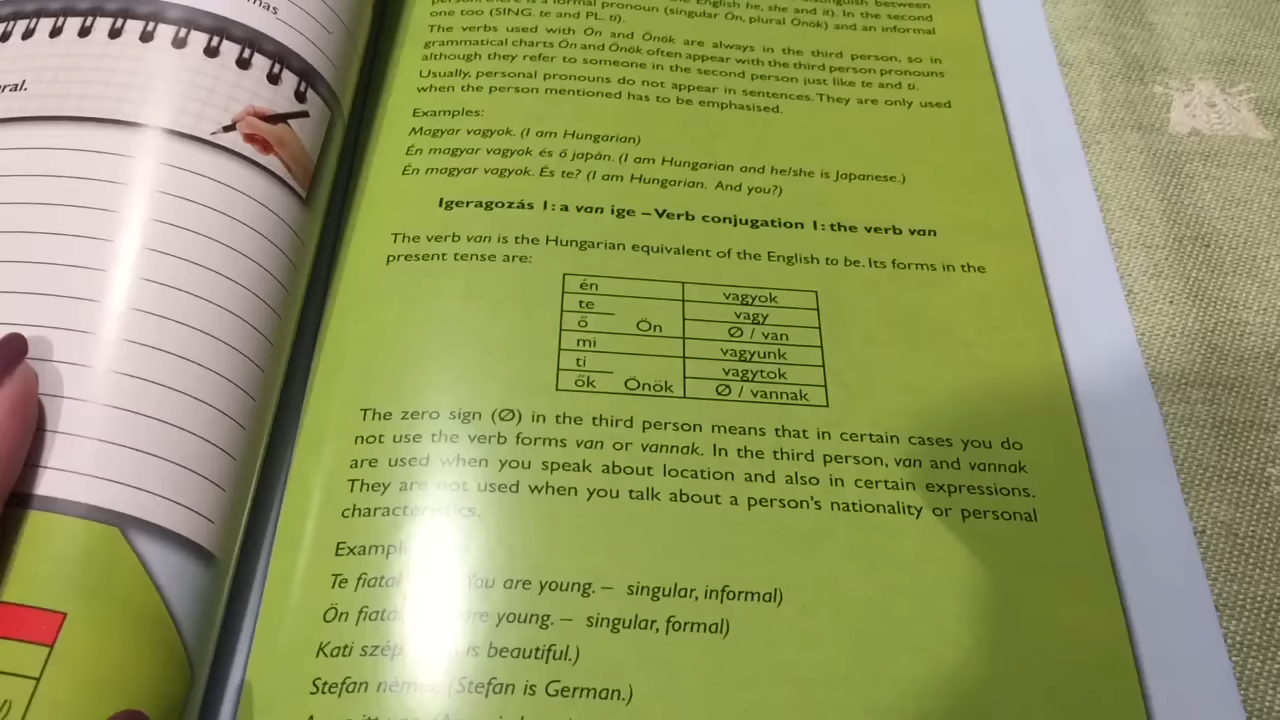 ral.
English he, she and it). In the second
formal pronoun (singular Ön, plural Önök) and an informal
one too (SING. te and PL. ti).
The verbs used with Ön and Önök are always in the third person, so in
grammatical charts Ön and Önök often appear with the third person pronouns
although they refer to someone in the second person just like te and ti.
Usually, personal pronouns do not appear in sentences. They are only used
when the person mentioned has to be emphasised.
Examples:
Magyar vagyok. (I am Hungarian)
Én magyar vagyok és ő japán. (I am Hungarian and he/she is Japanese.)
Én magyar vagyok. És te? (I am Hungarian. And you?)
Igeragozás 1: a van ige – Verb conjugation 1: the verb van
The verb van is the Hungarian equivalent of the English to be. Its forms in the
present tense are:
én vagyok
te vagy
ő Ön Ø / van
mi vagyunk
ti vagytok
ők Önök Ø / vannak
The zero sign (Ø) in the third person means that in certain cases you do
not use the verb forms van or vannak. In the third person, van and vannak
are used when you speak about location and also in certain expressions.
They are not used when you talk about a person's nationality or personal
characteristics.
Te You are young. – singular, informal)
Ön young. – singular, formal)
Kati is beautiful.)
Stefan (Stefan is German.)